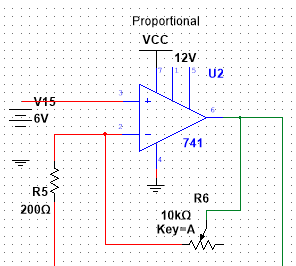 Proportional
VCC
12V
7
1
5
U2
3
V15
6V
6
2
741
4
R5
200Ω
R6
10kΩ
Key=A